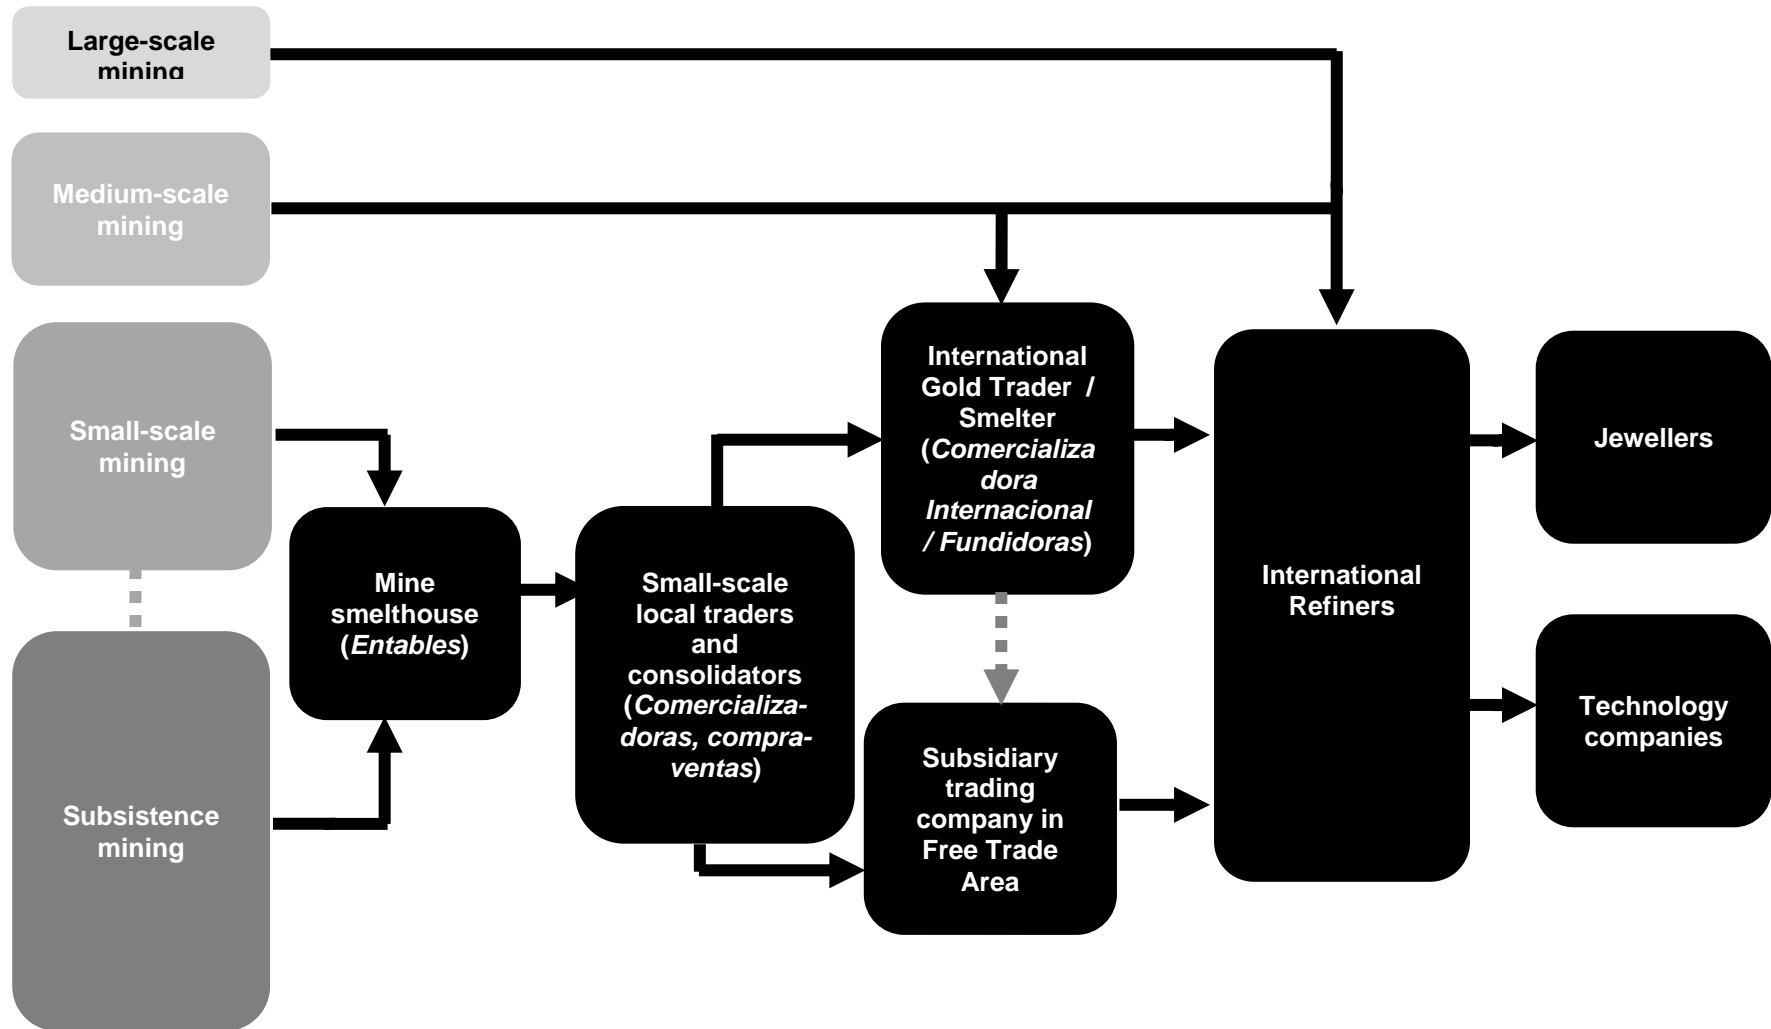 Large-scale
mining
Medium-scale
mining
Small-scale
mining
Subsistence
mining
Mine
smelthouse
(Entables)
Small-scale
local traders
and
consolidators
(Comercializa-
doras, compra-
ventas)
International
Gold Trader /
Smelter
(Comercializa
dora
Internacional
/ Fundidoras)
Subsidiary
trading
company in
Free Trade
Area
International
Refiners
Jewellers
Technology
companies